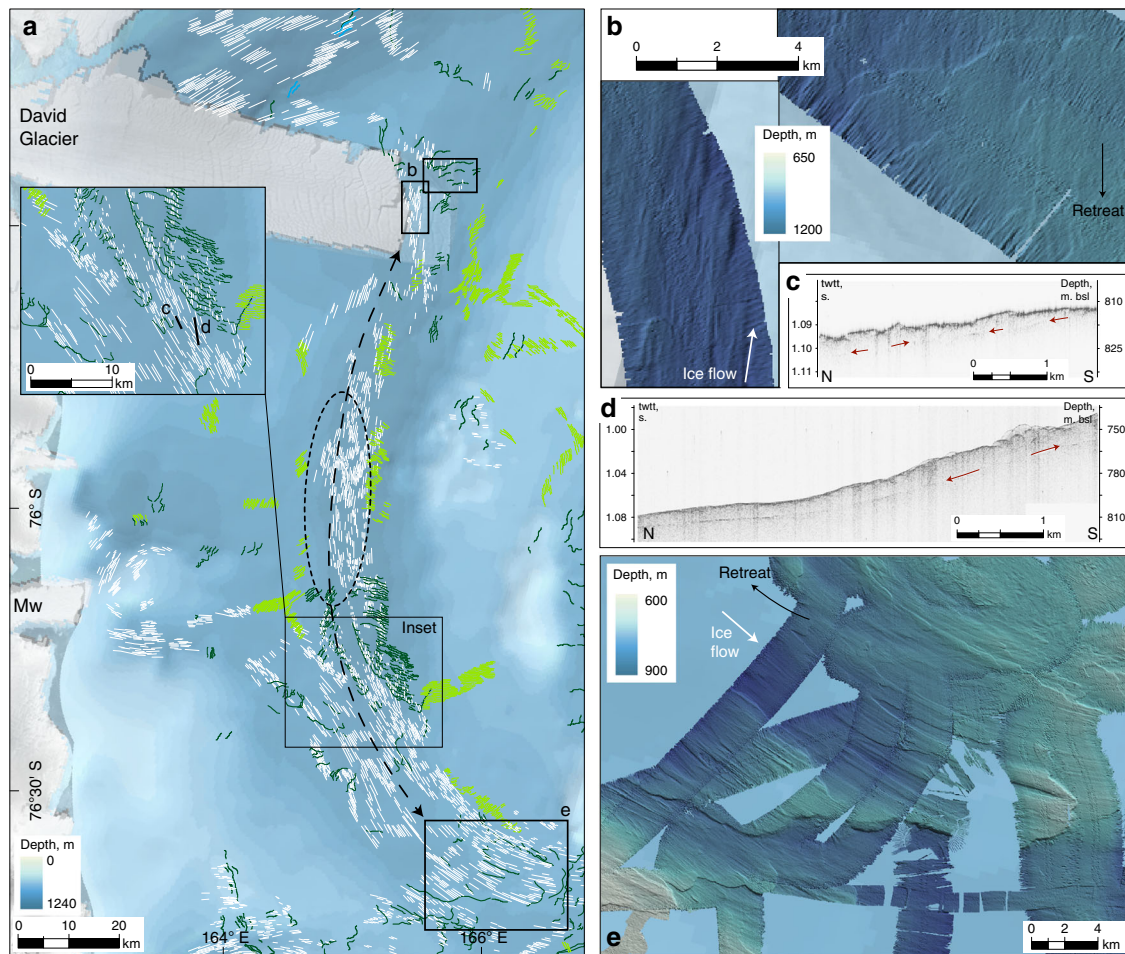 a
David
Glacier
b
c
d
0 10
km
76° S
Mw
Inset
76°30' S
e
Depth, m
0
1240
0 10 20
km
164° E
166° E
b
0 2 4
km
Depth, m
650
1200
Retreat
Ice flow
c
twtt,
s.
Depth,
m. bsl
1.09
1.10
1.11
810
825
0 1
km
N
S
d
twtt,
s.
Depth,
m. bsl
1.00
1.04
1.08
750
780
810
0 1
km
N
S
Depth, m
600
900
Retreat
Ice
flow
e
0 2 4
km